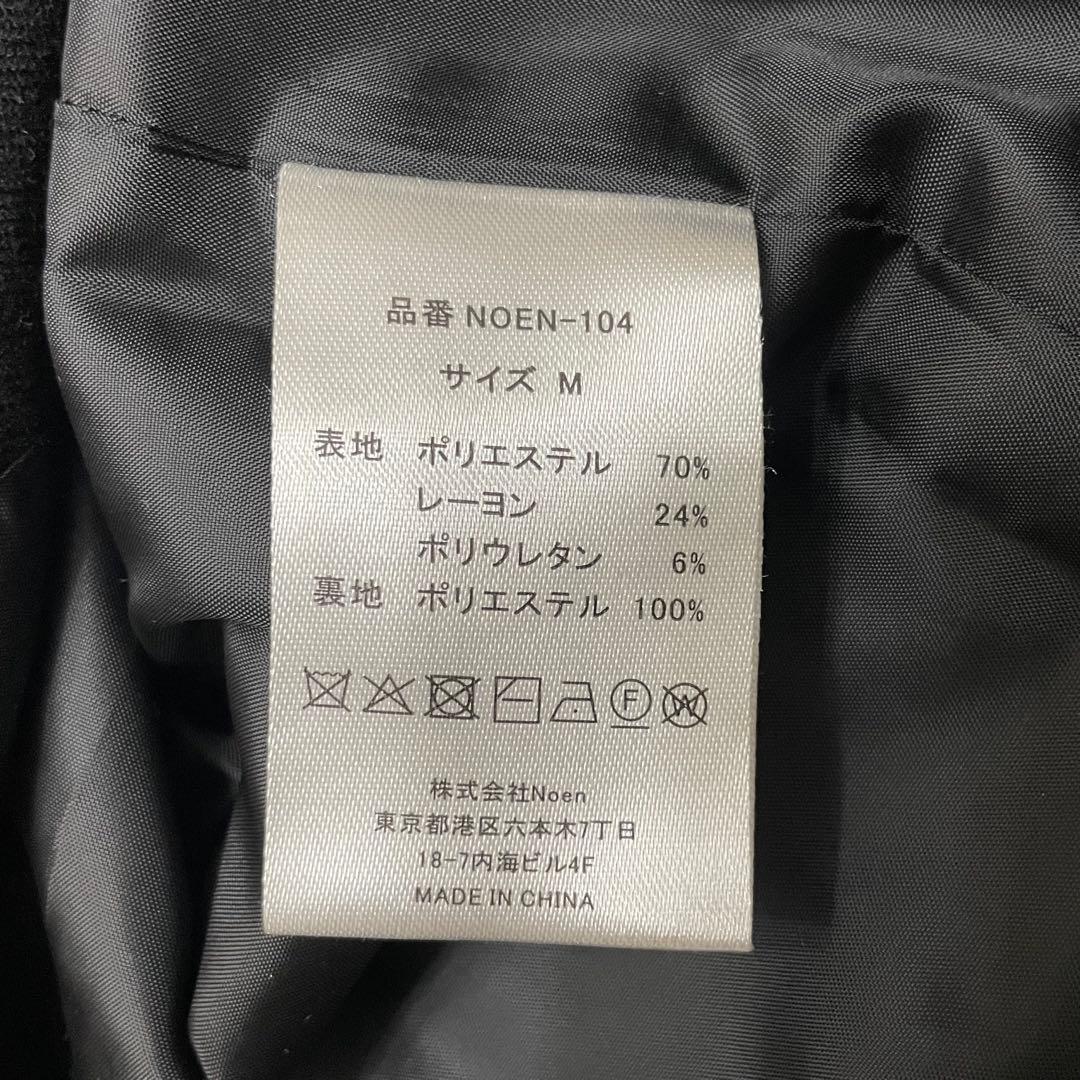 品番 NOEN-104
サイズ M
表地 ポリエステル 70%
レーヨン 24%
ポリウレタン 6%
裏地 ポリエステル 100%
F W
株式会社Noen
東京都港区六本木7丁目
18-7内海ビル4F
MADE IN CHINA